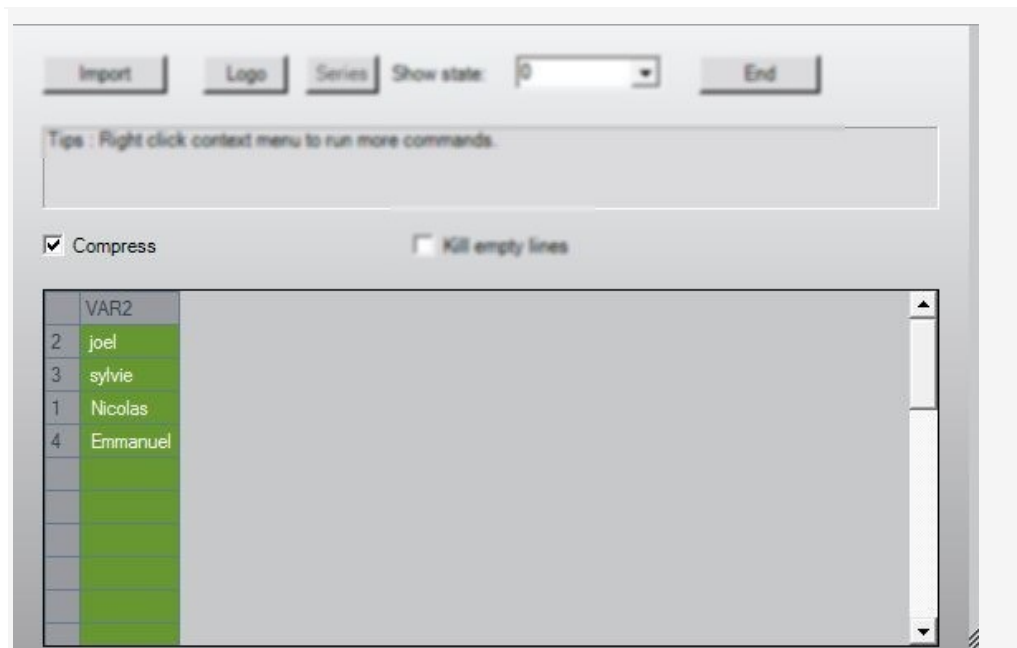 Import Logo Series Show state: 0 End
Tips : Right click context menu to run more commands.
Compress Kill empty lines
VAR2
2 joel
3 sylvie
1 Nicolas
4 Emmanuel